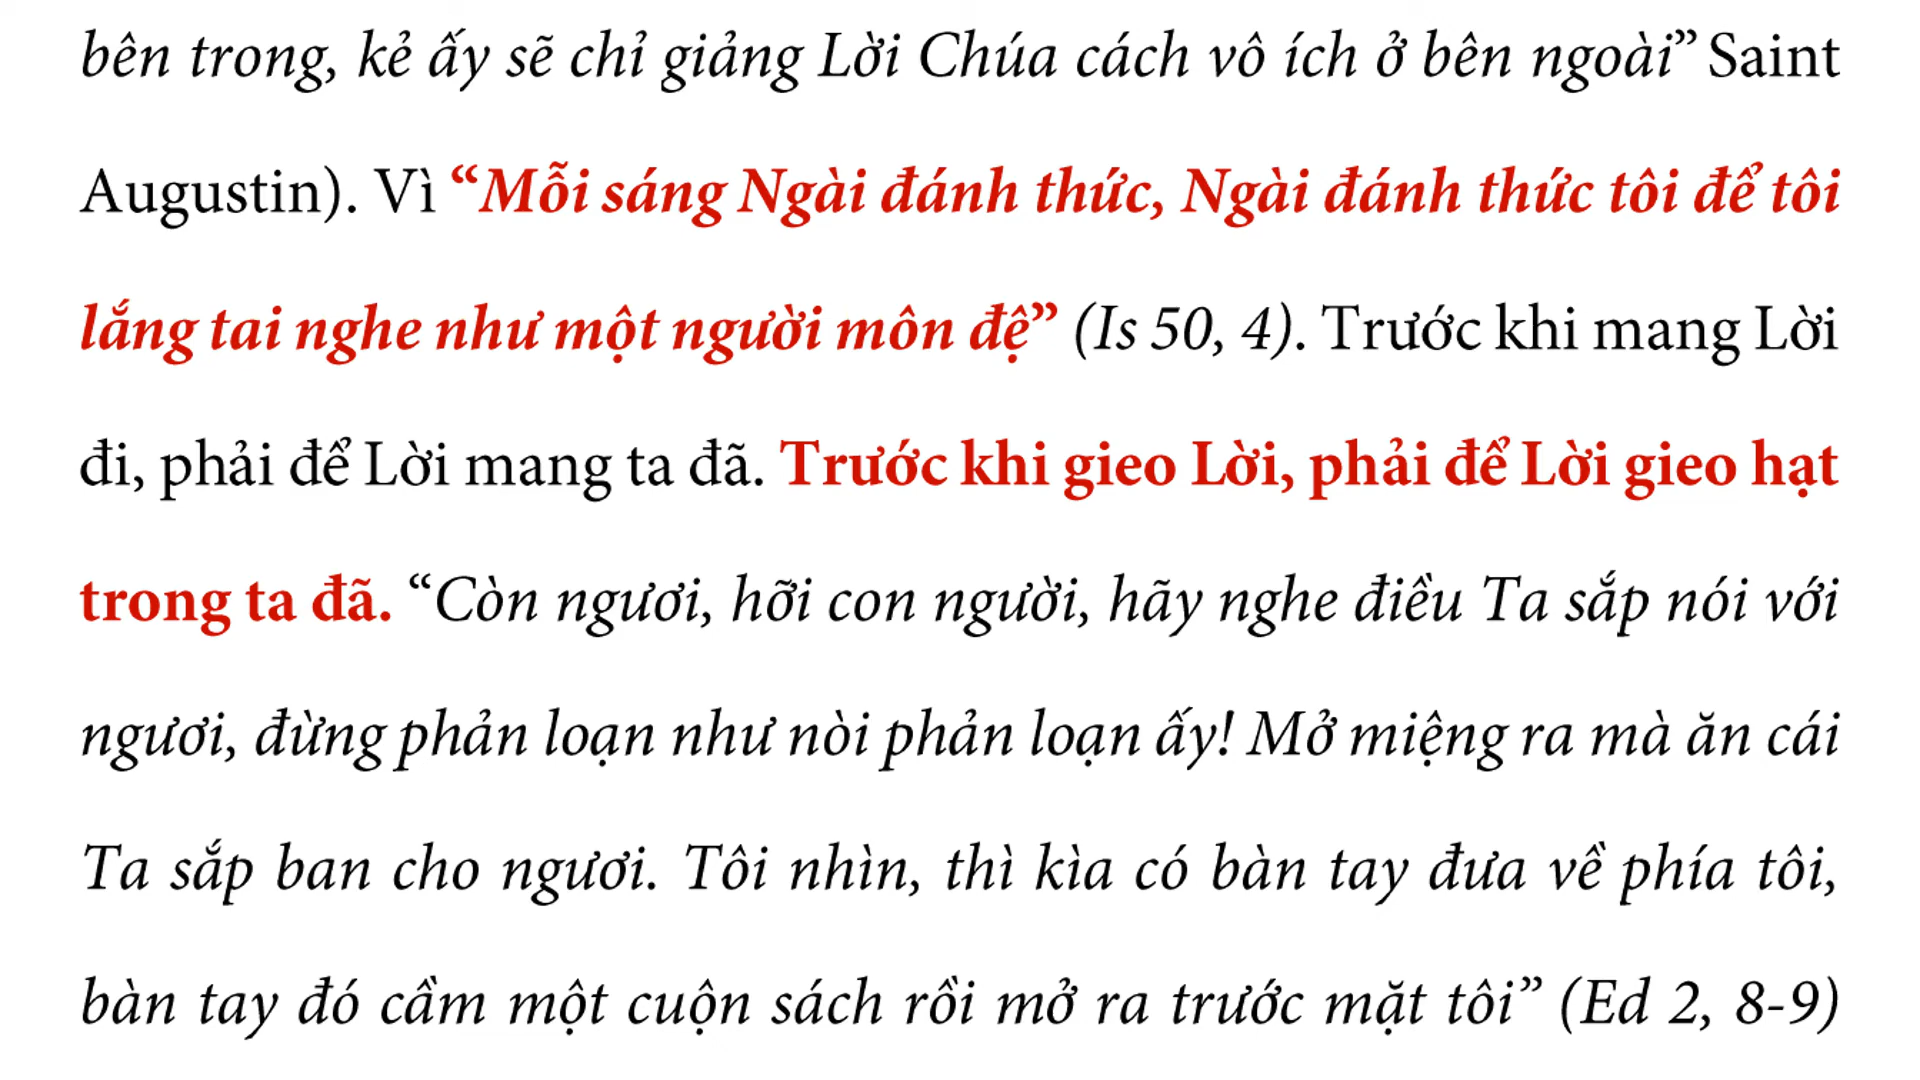 bên trong, kẻ ấy sẽ chỉ giảng Lời Chúa cách vô ích ở bên ngoài” Saint
Augustin). Vì “Mỗi sáng Ngài đánh thức, Ngài đánh thức tôi để tôi
lắng tai nghe như một người môn đệ” (Is 50, 4). Trước khi mang Lời
đi, phải để Lời mang ta đã. Trước khi gieo Lời, phải để Lời gieo hạt
trong ta đã. “Còn ngươi, hỡi con người, hãy nghe điều Ta sắp nói với
ngươi, đừng phản loạn như nòi phản loạn ấy! Mở miệng ra mà ăn cái
Ta sắp ban cho ngươi. Tôi nhìn, thì kìa có bàn tay đưa về phía tôi,
bàn tay đó cầm một cuộn sách rồi mở ra trước mặt tôi” (Ed 2, 8-9)